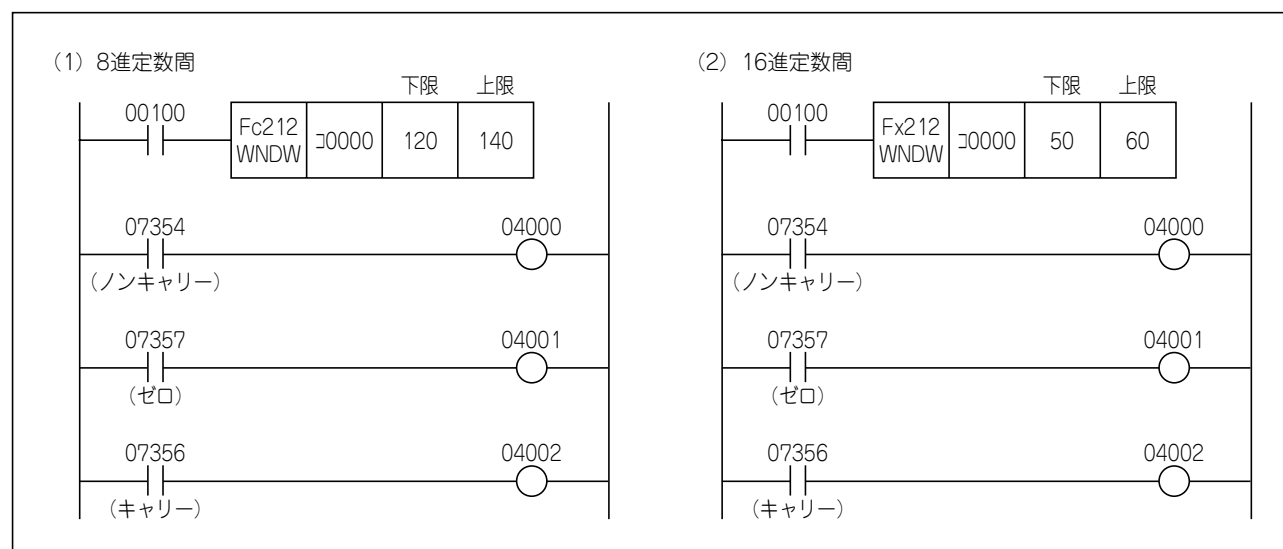 (1) 8進定数間
下限 上限
00100
Fc212
WNDW
コ0000
120
140
07354
04000
(ノンキャリー)
07357
04001
(ゼロ)
07356
04002
(キャリー)
(2) 16進定数間
下限 上限
00100
Fx212
WNDW
コ0000
50
60
07354
04000
(ノンキャリー)
07357
04001
(ゼロ)
07356
04002
(キャリー)